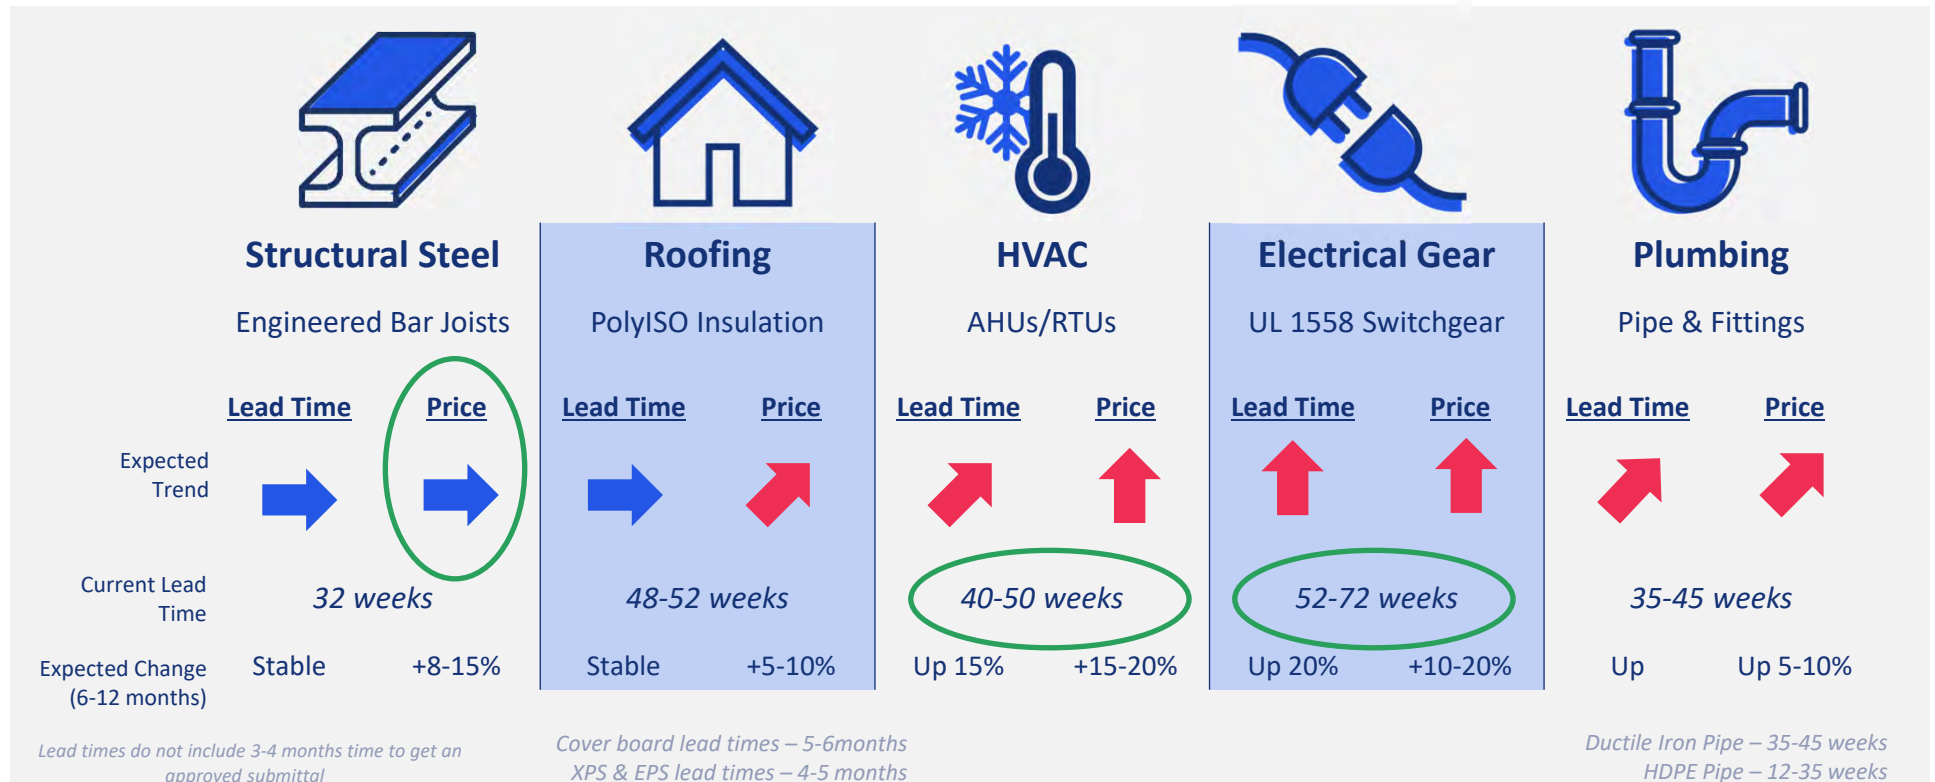 Structural Steel
Roofing
HVAC
Electrical Gear
Plumbing
Engineered Bar Joists
PolyISO Insulation
AHUs/RTUs
UL 1558 Switchgear
Pipe & Fittings
Lead Time Price Lead Time Price Lead Time Price Lead Time Price Lead Time Price
Expected
Trend
Current Lead
Time
32 weeks
48-52 weeks
40-50 weeks
52-72 weeks
35-45 weeks
Expected Change
(6-12 months)
Stable +8-15% Stable +5-10% Up 15% +15-20% Up 20% +10-20% Up Up 5-10%
Lead times do not include 3-4 months time to get an
approved submittal
Cover board lead times – 5-6months
XPS & EPS lead times – 4-5 months
Ductile Iron Pipe – 35-45 weeks
HDPE Pipe – 12-35 weeks